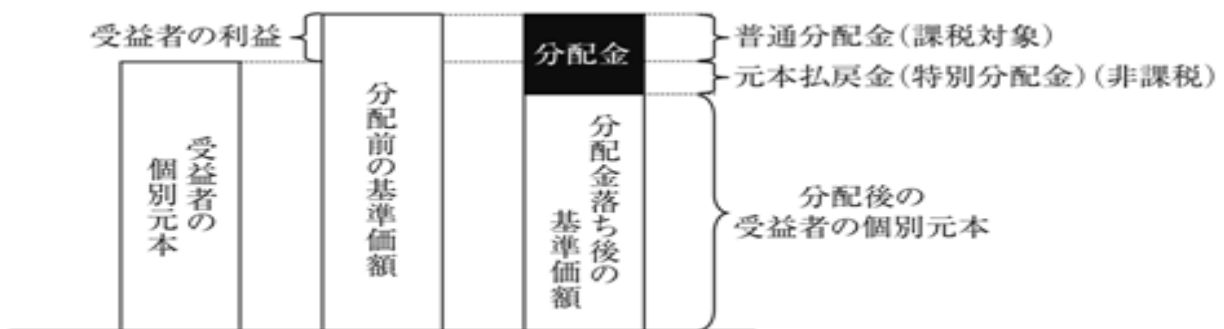 受益者の利益
受益者の
個別元本
分配前の基準価額
分配金
分配金落ち後の
基準価額
普通分配金(課税対象)
元本払戻金(特別分配金)(非課税)
分配後の
受益者の個別元本